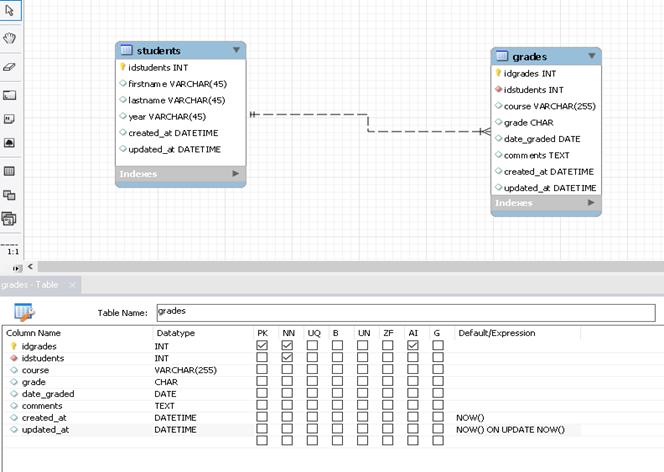 students
idstudents INT
firstname VARCHAR(45)
lastname VARCHAR(45)
year VARCHAR(45)
created_at DATETIME
updated_at DATETIME
Indexes
grades
idgrades INT
idstudents INT
course VARCHAR(255)
grade CHAR
date_graded DATE
comments TEXT
created_at DATETIME
updated_at DATETIME
Indexes
1:1
grades - Table
Table Name: grades
Column Name Datatype PK NN UQ B UN ZF AI G Default/Expression
idgrades INT
idstudents INT
course VARCHAR(255)
grade CHAR
date_graded DATE
comments TEXT
created_at DATETIME NOW()
updated_at DATETIME NOW() ON UPDATE NOW()